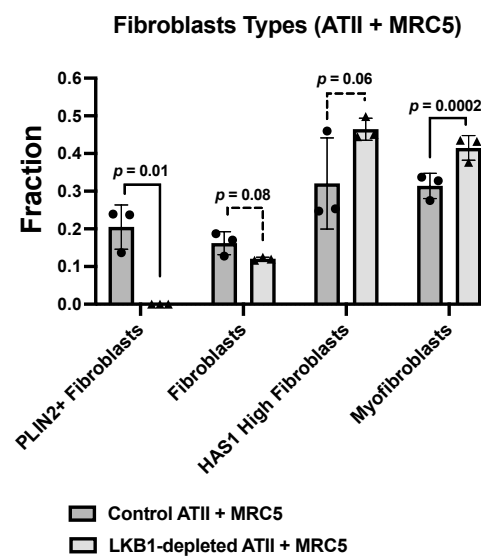 Fibroblasts Types (ATII + MRC5)
Fraction
0.6
0.5
0.4
0.3
0.2
0.1
0.0
p = 0.01
p = 0.08
p = 0.06
p = 0.0002
PLIN2+ Fibroblasts
Fibroblasts
HAS1 High Fibroblasts
Myofibroblasts
Control ATII + MRC5
LKB1-depleted ATII + MRC5